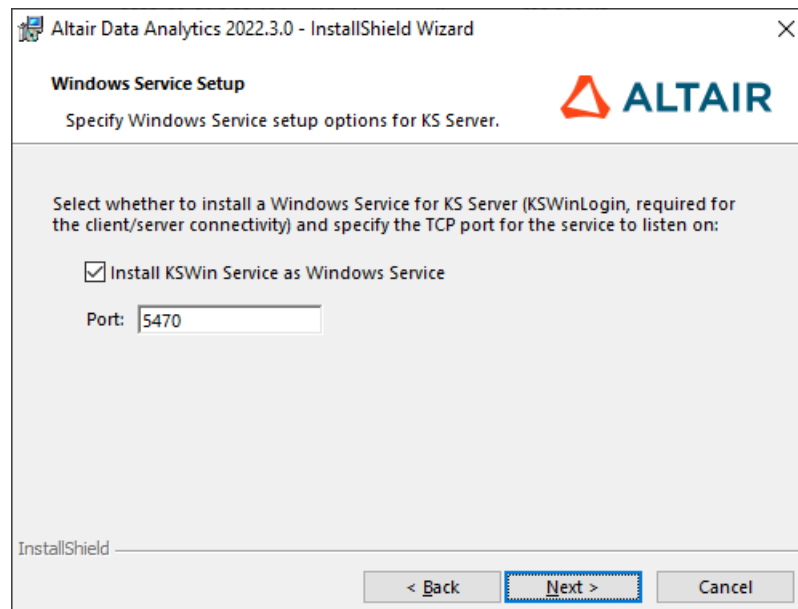 Altair Data Analytics 2022.3.0 - InstallShield Wizard
Windows Service Setup
Specify Windows Service setup options for KS Server.
ALTAIR
Select whether to install a Windows Service for KS Server (KSWinLogin, required for
the client/server connectivity) and specify the TCP port for the service to listen on:
Install KSWin Service as Windows Service
Port: 5470
InstallShield
< Back Next > Cancel